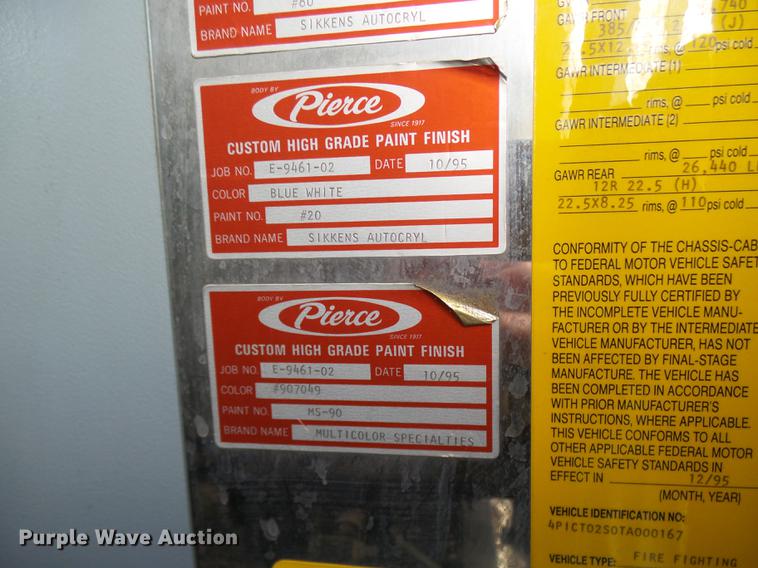 PAINT NO. #60
BRAND NAME SIKKENS AUTOCRYL
BODY BY
Pierce
SINCE 1917
CUSTOM HIGH GRADE PAINT FINISH
JOB NO. E-9461-02 DATE 10/95
COLOR BLUE WHITE
PAINT NO. #20
BRAND NAME SIKKENS AUTOCRYL
BODY BY
Pierce
SINCE 1917
CUSTOM HIGH GRADE PAINT FINISH
JOB NO. E-9461-02 DATE 10/95
COLOR #907049
PAINT NO. MS-90
BRAND NAME MULTICOLOR SPECIALTIES
GAWR FRONT
385/ (J)
rims, @ 120 psi cold
GAWR INTERMEDIATE (1)
rims, @ psi cold
GAWR INTERMEDIATE (2)
rims, @ psi cold
GAWR REAR 26,440
12R 22.5 (H)
22.5X8.25 rims, @ 110 psi cold
CONFORMITY OF THE CHASSIS-CAB
TO FEDERAL MOTOR VEHICLE SAFET
STANDARDS, WHICH HAVE BEEN
PREVIOUSLY FULLY CERTIFIED BY
THE INCOMPLETE VEHICLE MANU-
FACTURER OR BY THE INTERMEDIATE
VEHICLE MANUFACTURER, HAS NOT
BEEN AFFECTED BY FINAL-STAGE
MANUFACTURE. THE VEHICLE HAS
BEEN COMPLETED IN ACCORDANCE
WITH PRIOR MANUFACTURER'S
INSTRUCTIONS, WHERE APPLICABLE.
THIS VEHICLE CONFORMS TO ALL
OTHER APPLICABLE FEDERAL MOTOR
VEHICLE SAFETY STANDARDS IN
EFFECT IN 12/95
(MONTH, YEAR)
VEHICLE IDENTIFICATION NO:
4PICT02S0TA000167
VEHICLE TYPE: FIRE FIGHTING
Purple Wave Auction